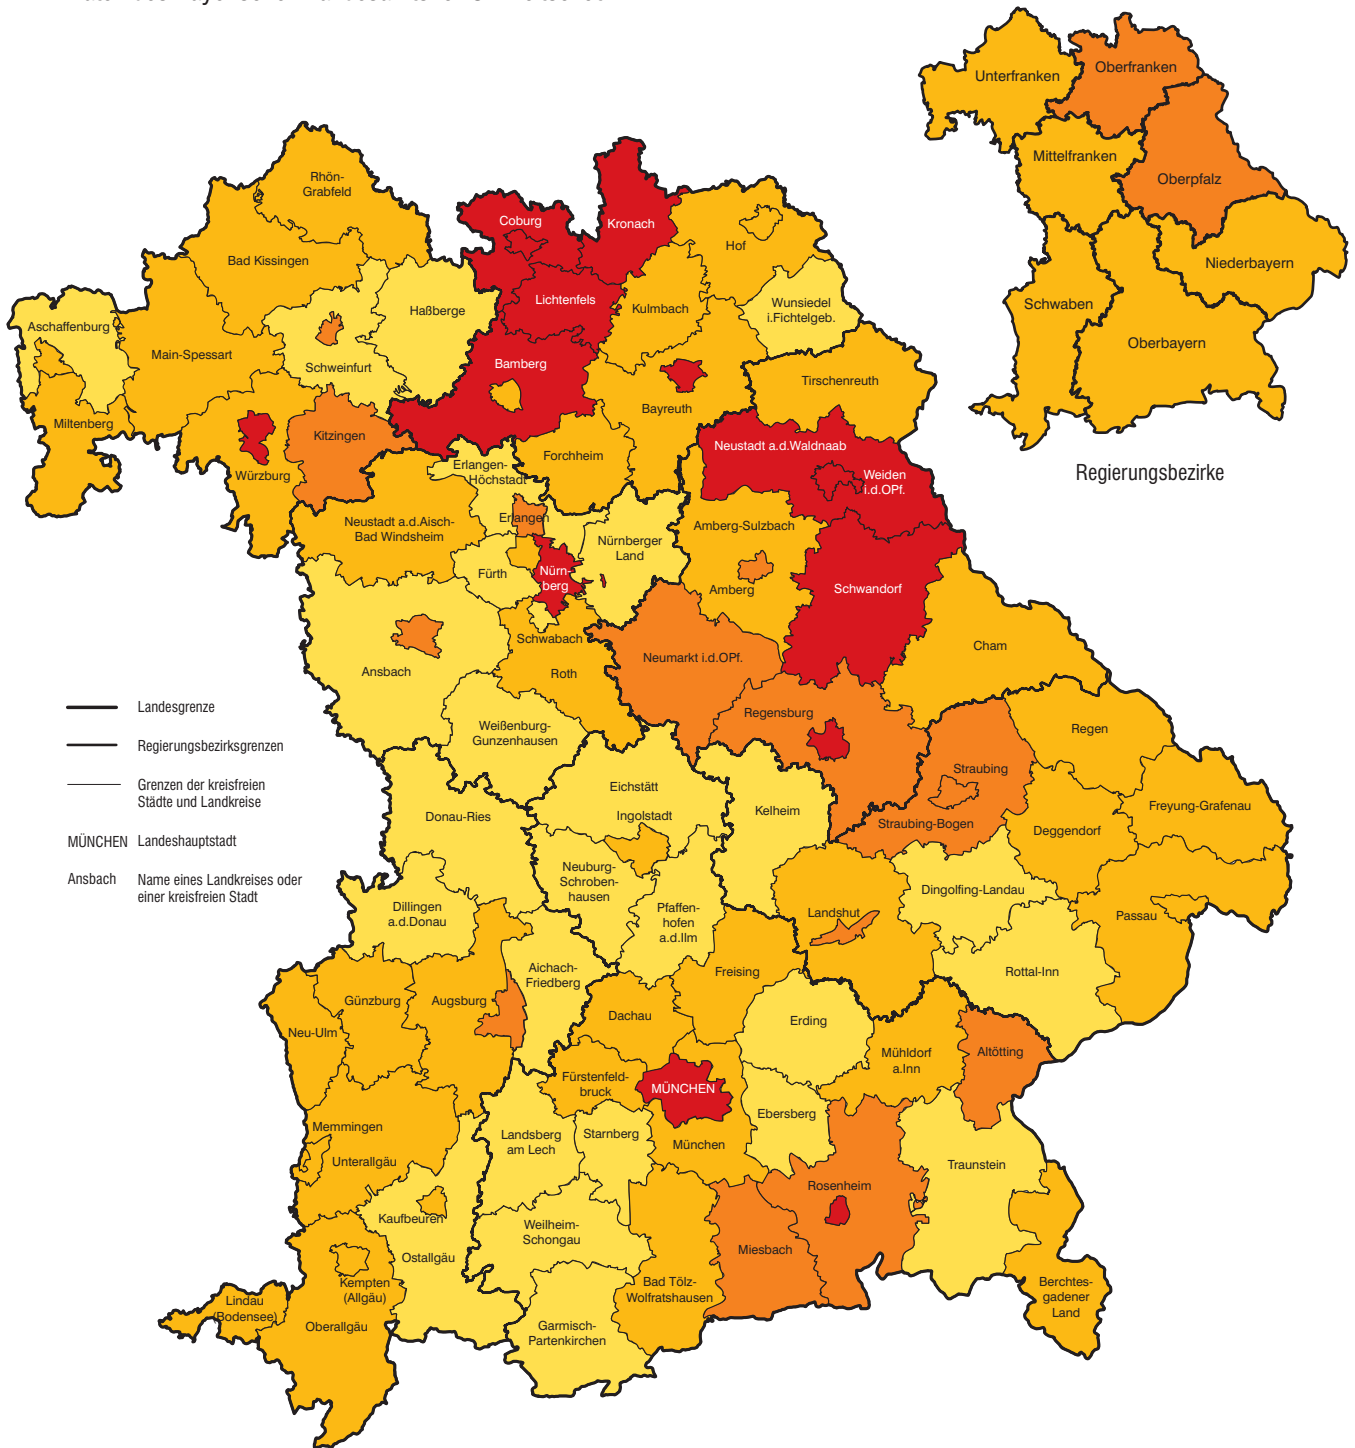 Unterfranken
Oberfranken
Mittelfranken
Oberpfalz
Niederbayern
Schwaben
Oberbayern
Regierungsbezirke
Rhön-
Grabfeld
Bad Kissingen
Coburg
Kronach
Hof
Lichtenfels
Kulmbach
Wunsiedel
i.Fichtelgeb.
Haßberge
Aschaffenburg
Main-Spessart
Schweinfurt
Bamberg
Tirschenreuth
Bayreuth
Miltenberg
Kitzingen
Würzburg
Forchheim
Erlangen-
Höchstadt
Neustadt a.d.Waldnaab
Weiden
i.d.OPf.
Neustadt a.d.Aisch-
Bad Windsheim
Erlangen
Nürnberger
Land
Amberg-Sulzbach
Fürth
Nürn-
berg
Amberg
Schwandorf
Schwabach
Roth
Ansbach
Neumarkt i.d.OPf.
Cham
Landesgrenze
Regierungsbezirksgrenzen
Grenzen der kreisfreien
Städte und Landkreise
MÜNCHEN Landeshauptstadt
Ansbach Name eines Landkreises oder
einer kreisfreien Stadt
Weißenburg-
Gunzenhausen
Regensburg
Regen
Straubing
Straubing-Bogen
Eichstätt
Ingolstadt
Kelheim
Deggendorf
Freyung-Grafenau
Donau-Ries
Neuburg-
Schroben-
hausen
Dingolfing-Landau
Dillingen
a.d.Donau
Pfaffen-
hofen
a.d.Ilm
Landshut
Passau
Aichach-
Friedberg
Freising
Rottal-Inn
Günzburg
Augsburg
Neu-Ulm
Dachau
Erding
Mühldorf
a.Inn
Altötting
Fürstenfeld-
bruck
MÜNCHEN
Ebersberg
Memmingen
Unterallgäu
Landsberg
am Lech
Starnberg
München
Traunstein
Rosenheim
Kaufbeuren
Ostallgäu
Weilheim-
Schongau
Miesbach
Kempten
(Allgäu)
Bad Tölz-
Wolfratshausen
Berchtes-
gadener
Land
Lindau
(Bodensee)
Oberallgäu
Garmisch-
Partenkirchen